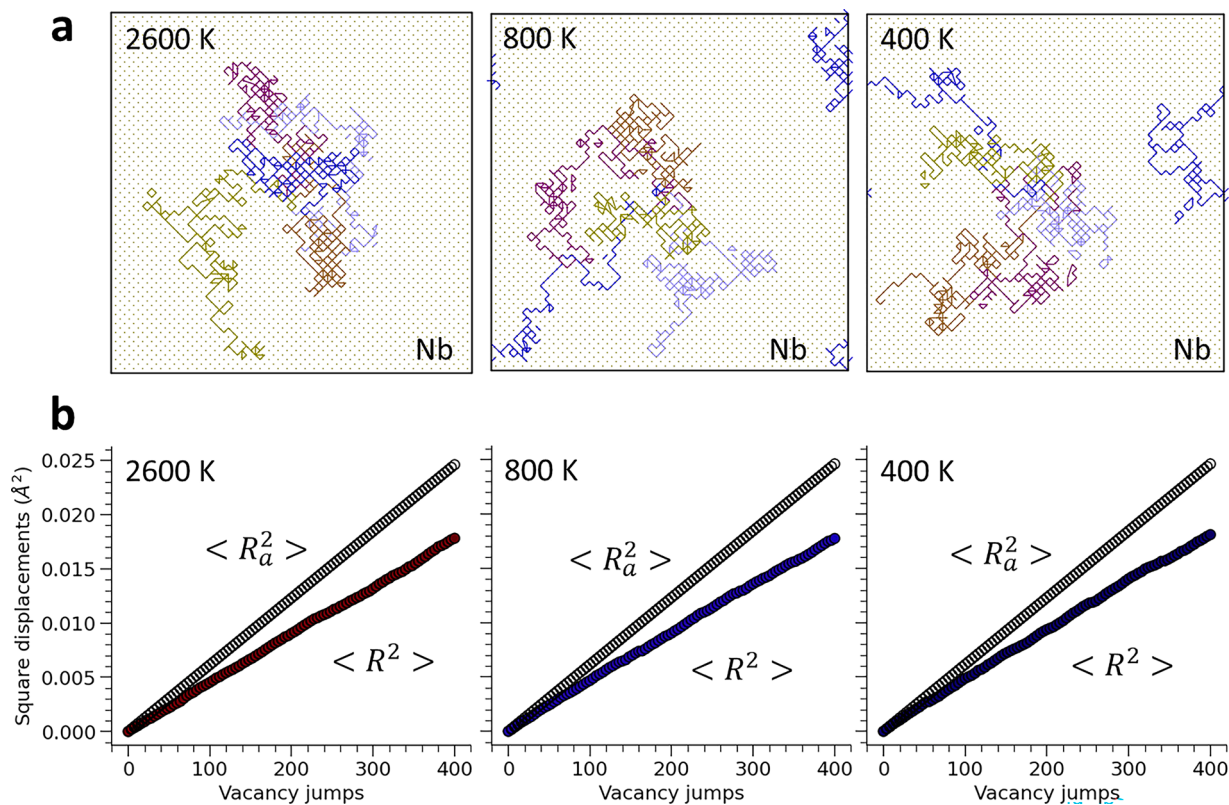 a
2600 K
800 K
400 K
Nb
Nb
Nb
b
Square displacements (Å²)
0.025
0.020
0.015
0.010
0.005
0.000
2600 K
< R_a^2 >
< R^2 >
0 100 200 300 400
Vacancy jumps
800 K
< R_a^2 >
< R^2 >
0 100 200 300 400
Vacancy jumps
400 K
< R_a^2 >
< R^2 >
0 100 200 300 400
Vacancy jumps